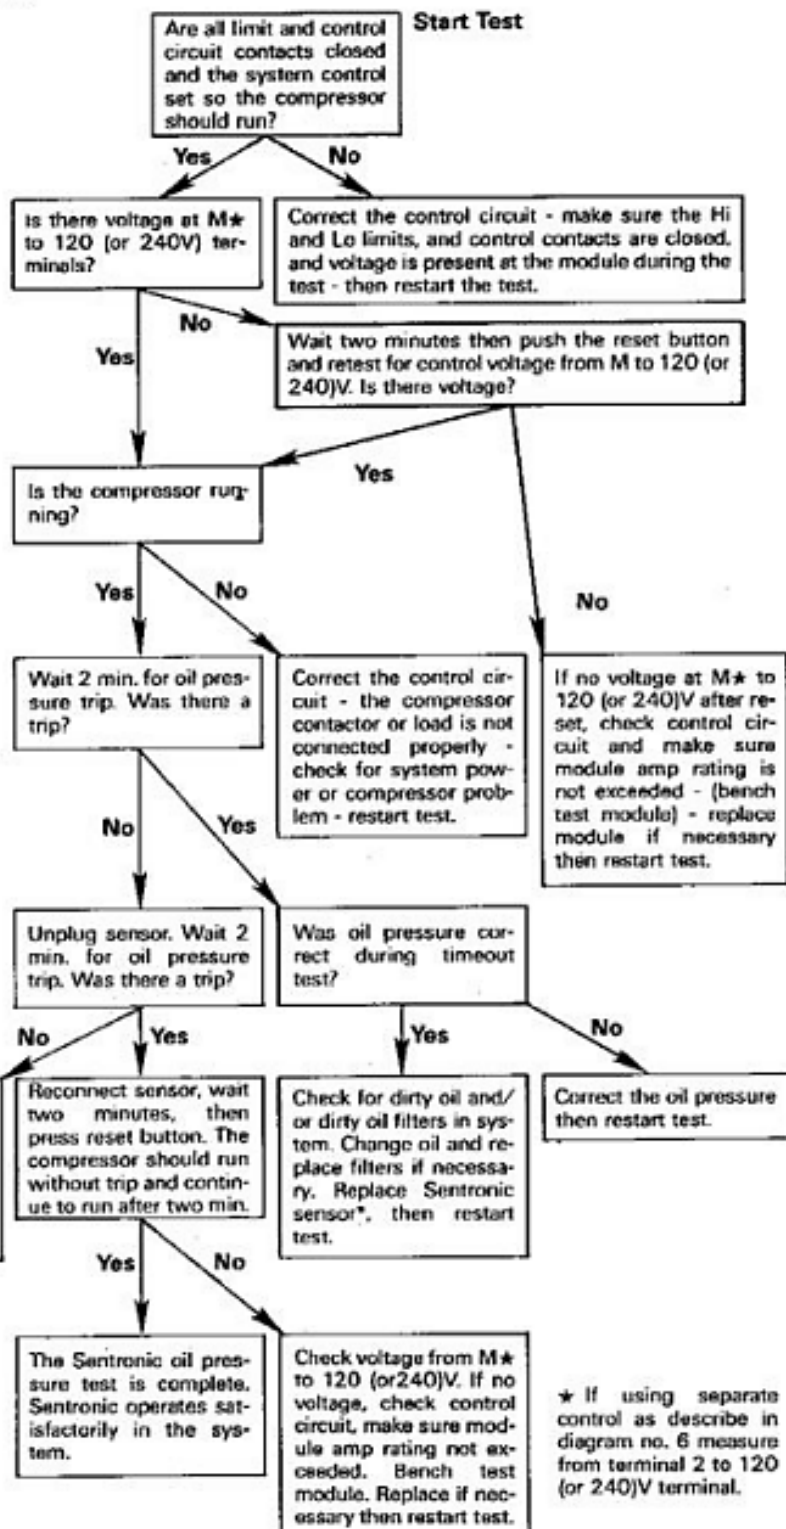 Start Test
Are all limit and control
circuit contacts closed
and the system control
set so the compressor
should run?
Yes
No
Is there voltage at M★
to 120 (or 240V) ter-
minals?
Correct the control circuit - make sure the Hi
and Lo limits, and control contacts are closed,
and voltage is present at the module during the
test - then restart the test.
Yes
No
Wait two minutes then push the reset button
and retest for control voltage from M to 120 (or
240)V. Is there voltage?
Yes
Is the compressor run-
ning?
Yes
No
No
Wait 2 min. for oil pres-
sure trip. Was there a
trip?
Correct the control cir-
cuit - the compressor
contactor or load is not
connected properly -
check for system pow-
er or compressor prob-
lem - restart test.
If no voltage at M★ to
120 (or 240)V after re-
set, check control cir-
cuit and make sure
module amp rating is
not exceeded - (bench
test module) - replace
module if necessary
then restart test.
No
Yes
Unplug sensor. Wait 2
min. for oil pressure
trip. Was there a trip?
Was oil pressure cor-
rect during timeout
test?
No
Yes
Yes
No
Reconnect sensor, wait
two minutes, then
press reset button. The
compressor should run
without trip and contin-
ue to run after two min.
Check for dirty oil and/
or dirty oil filters in sys-
tem. Change oil and re-
place filters if necessa-
ry. Replace Sentronic
sensor*, then restart
test.
Correct the oil pressure
then restart test.
Yes
No
The Sentronic oil pres-
sure test is complete.
Sentronic operates sat-
isfactorily in the sys-
tem.
Check voltage from M★
to 120 (or240)V. If no
voltage, check control
circuit, make sure mod-
ule amp rating not ex-
ceeded. Bench test
module. Replace if nec-
essary then restart test.
★ If using separate
control as describe in
diagram no. 6 measure
from terminal 2 to 120
(or 240)V terminal.